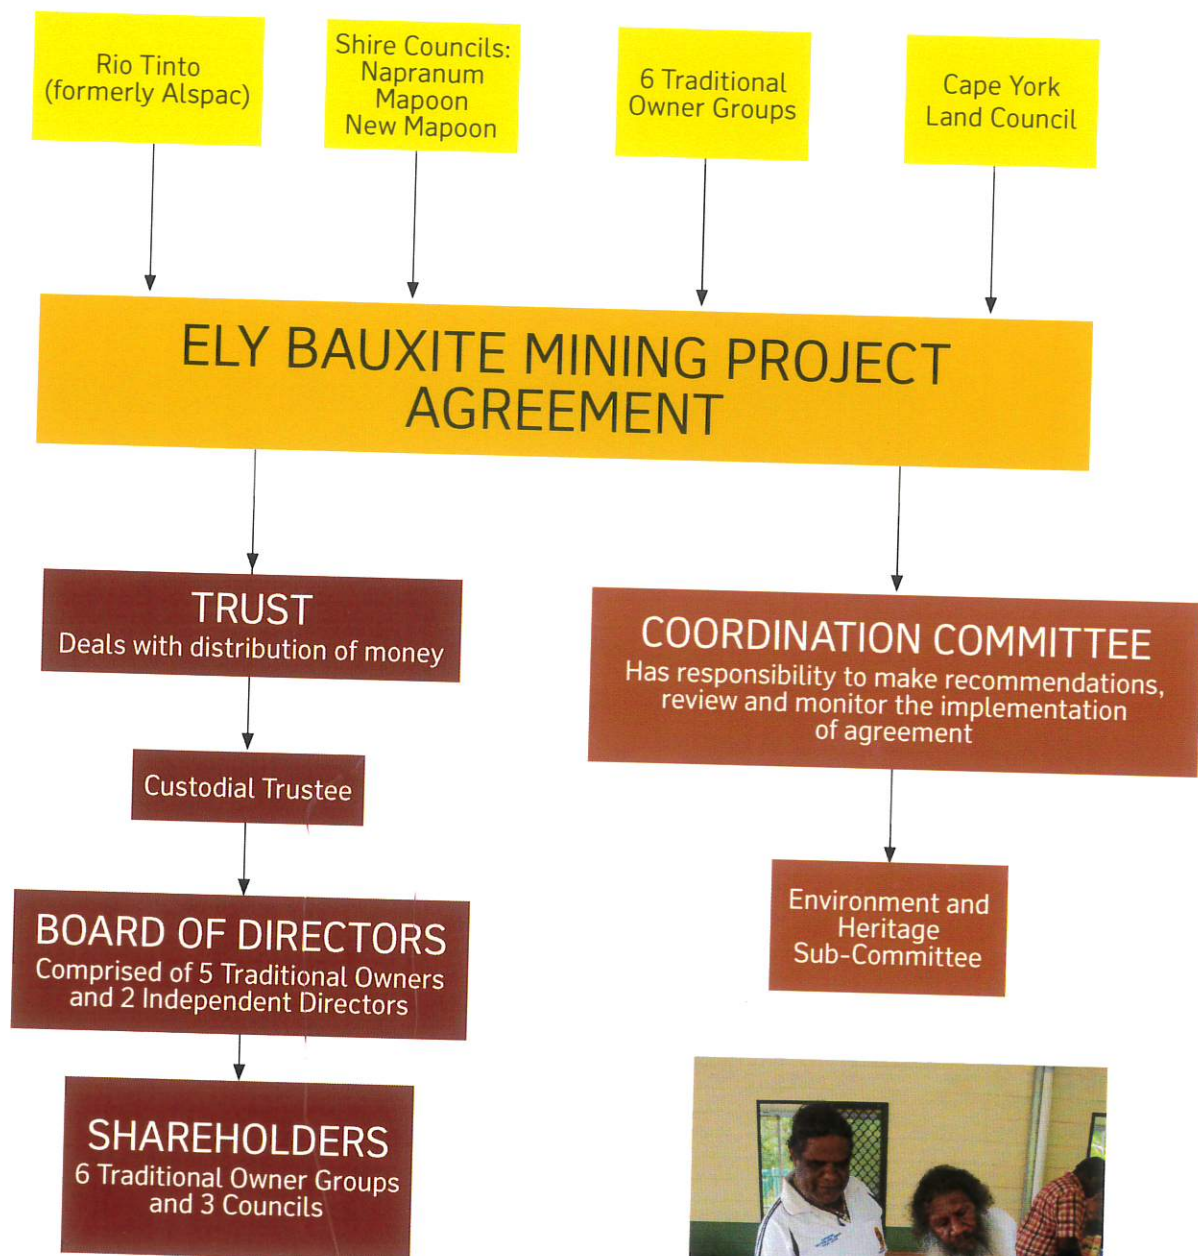 Rio Tinto
(formerly Alspac)
Shire Councils:
Napranum
Mapoon
New Mapoon
6 Traditional
Owner Groups
Cape York
Land Council
ELY BAUXITE MINING PROJECT
AGREEMENT
TRUST
Deals with distribution of money
Custodial Trustee
BOARD OF DIRECTORS
Comprised of 5 Traditional Owners
and 2 Independent Directors
SHAREHOLDERS
6 Traditional Owner Groups
and 3 Councils
COORDINATION COMMITTEE
Has responsibility to make recommendations,
review and monitor the implementation
of agreement
Environment and
Heritage
Sub-Committee